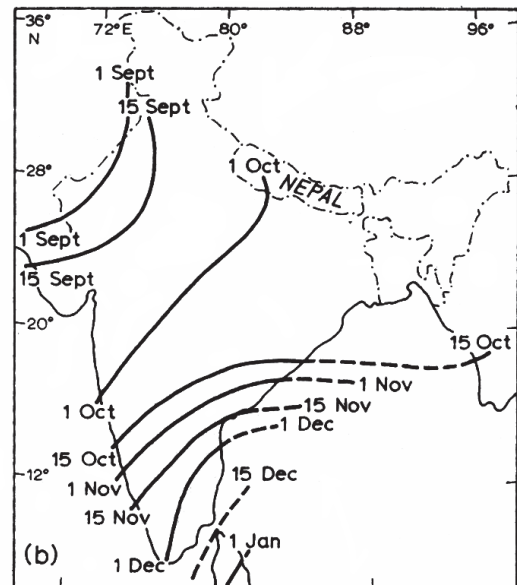 36°
N
72°E
80°
88°
96°
1 Sept
15 Sept
1 Oct
NEPAL
28°
1 Sept
15 Sept
20°
15 Oct
1 Nov
1 Oct
15 Nov
15 Oct
1 Dec
12°
1 Nov
15 Dec
15 Nov
1 Jan
(b)
1 Dec